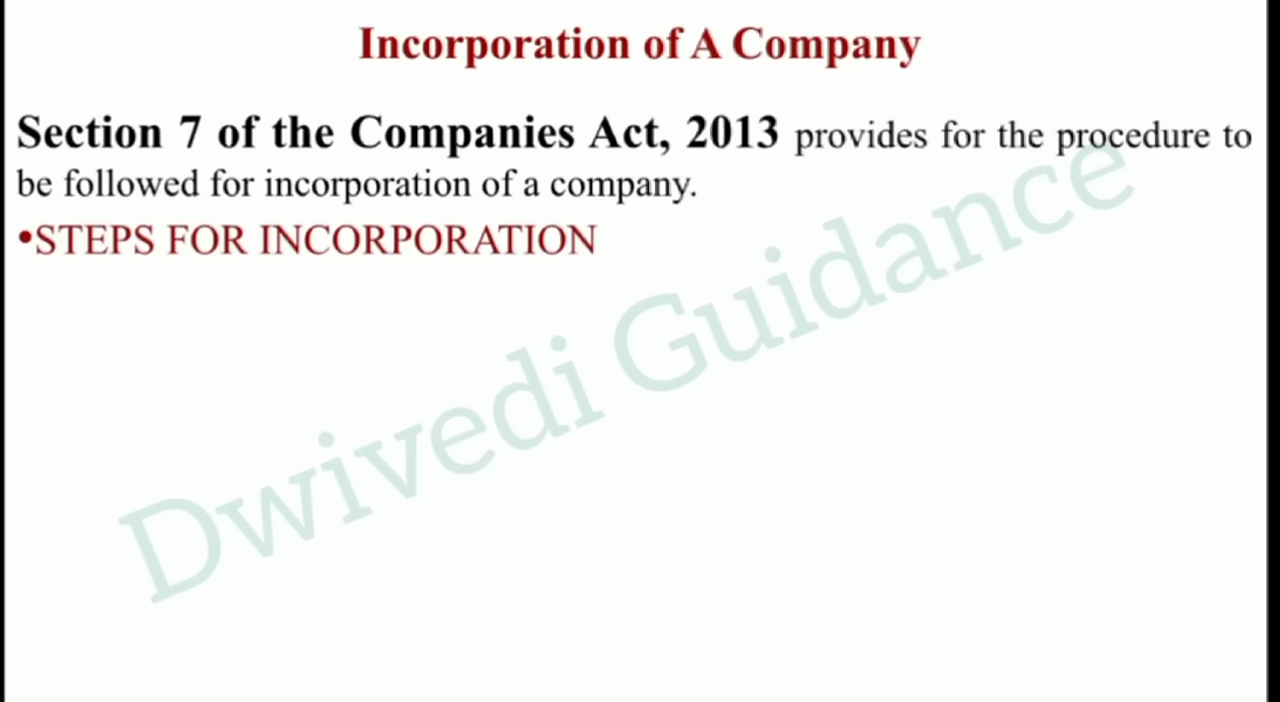 Incorporation of A Company
Section 7 of the Companies Act, 2013 provides for the procedure to
be followed for incorporation of a company.
•STEPS FOR INCORPORATION
Dwivedi Guidance